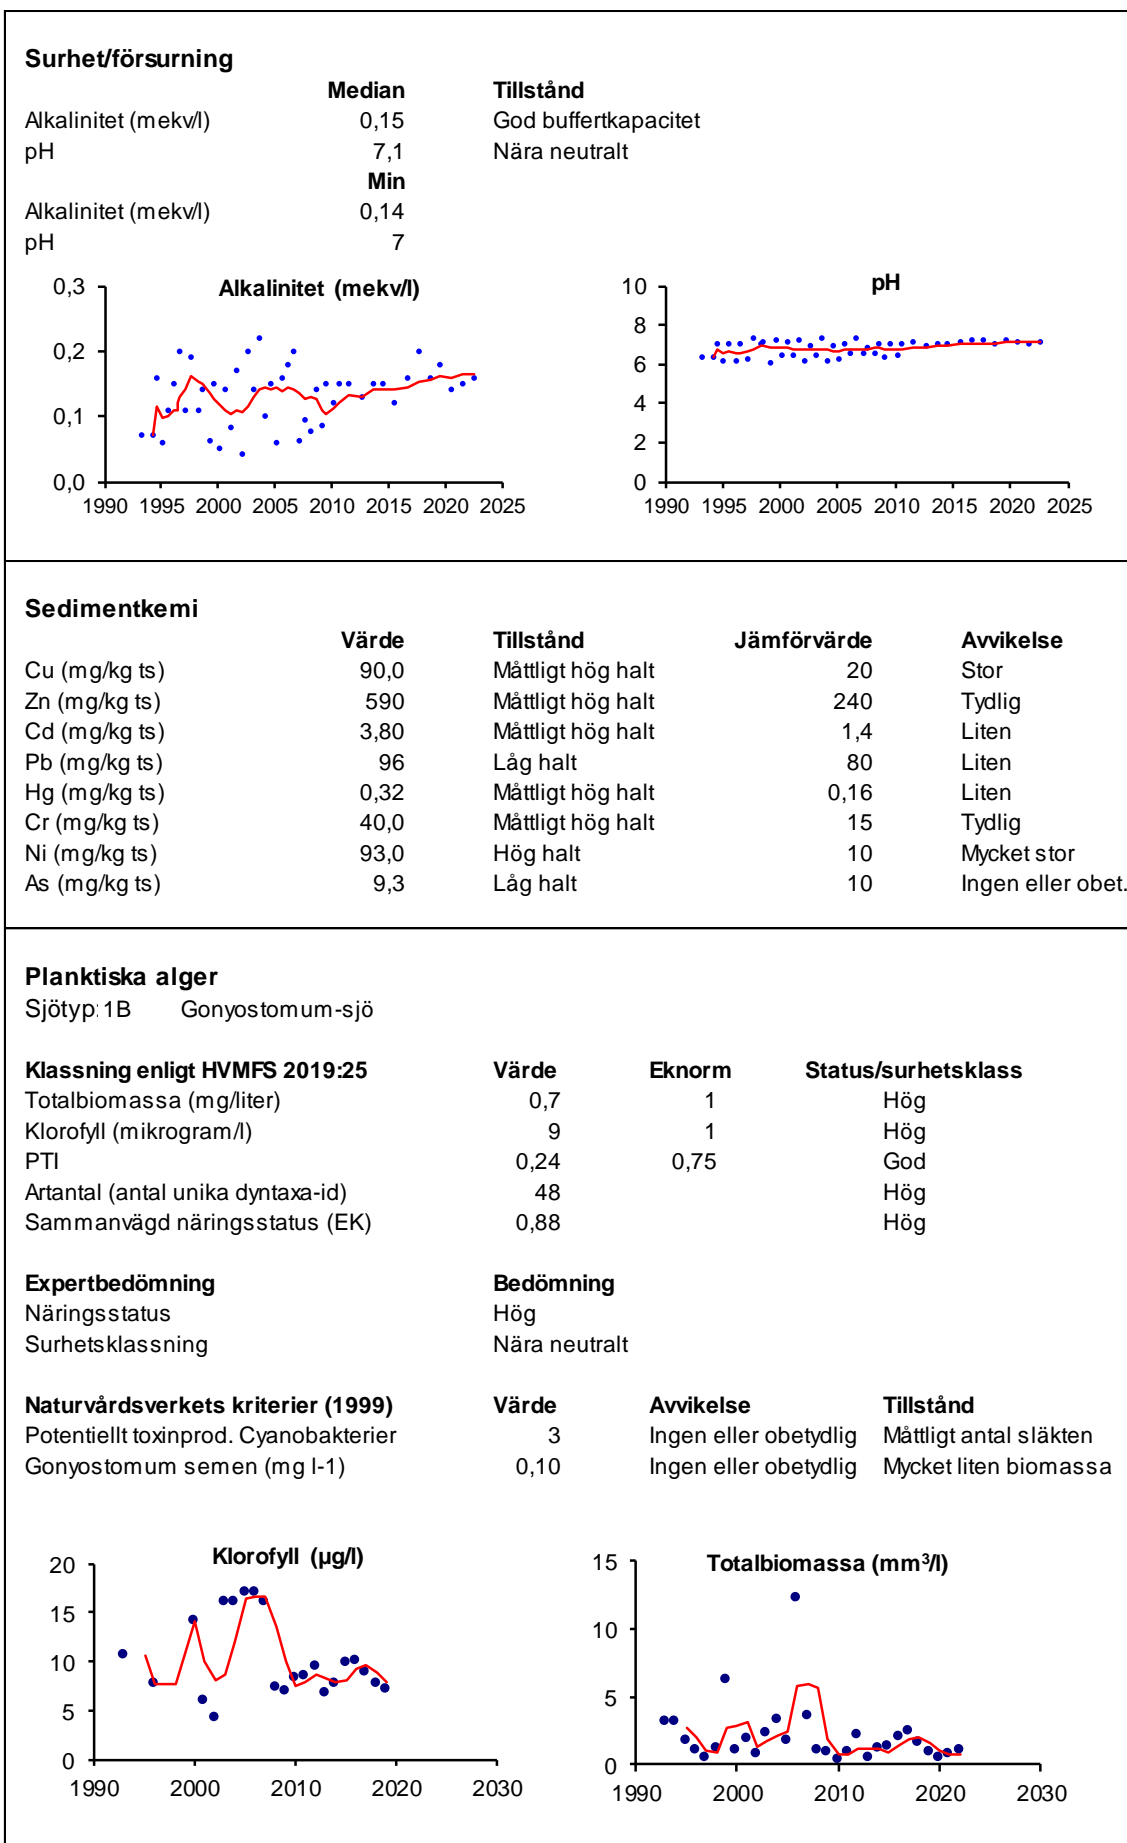 Surhet/försurning
Median Tillstånd
Alkalinitet (mekv/l) 0,15 God buffertkapacitet
pH 7,1 Nära neutralt
Min
Alkalinitet (mekv/l) 0,14
pH 7
Alkalinitet (mekv/l)
0,3
0,2
0,1
0,0
1990 1995 2000 2005 2010 2015 2020 2025
pH
10
8
6
4
2
0
1990 1995 2000 2005 2010 2015 2020 2025
Sedimentkemi
Värde Tillstånd Jämförvärde Avvikelse
Cu (mg/kg ts) 90,0 Måttligt hög halt 20 Stor
Zn (mg/kg ts) 590 Måttligt hög halt 240 Tydlig
Cd (mg/kg ts) 3,80 Måttligt hög halt 1,4 Liten
Pb (mg/kg ts) 96 Låg halt 80 Liten
Hg (mg/kg ts) 0,32 Måttligt hög halt 0,16 Liten
Cr (mg/kg ts) 40,0 Måttligt hög halt 15 Tydlig
Ni (mg/kg ts) 93,0 Hög halt 10 Mycket stor
As (mg/kg ts) 9,3 Låg halt 10 Ingen eller obet.
Planktiska alger
Sjötyp: 1B Gonyostomum-sjö
Klassning enligt HVMFS 2019:25 Värde Eknorm Status/surhetsklass
Totalbiomassa (mg/liter) 0,7 1 Hög
Klorofyll (mikrogram/l) 9 1 Hög
PTI 0,24 0,75 God
Artantal (antal unika dyntaxa-id) 48 Hög
Sammanvägd näringsstatus (EK) 0,88 Hög
Expertbedömning Bedömning
Näringsstatus Hög
Surhetsklassning Nära neutralt
Naturvårdsverkets kriterier (1999) Värde Avvikelse Tillstånd
Potentiellt toxinprod. Cyanobakterier 3 Ingen eller obetydlig Måttligt antal släkten
Gonyostomum semen (mg l-1) 0,10 Ingen eller obetydlig Mycket liten biomassa
Klorofyll (µg/l)
20
15
10
5
0
1990 2000 2010 2020 2030
Totalbiomassa (mm³/l)
15
10
5
0
1990 2000 2010 2020 2030